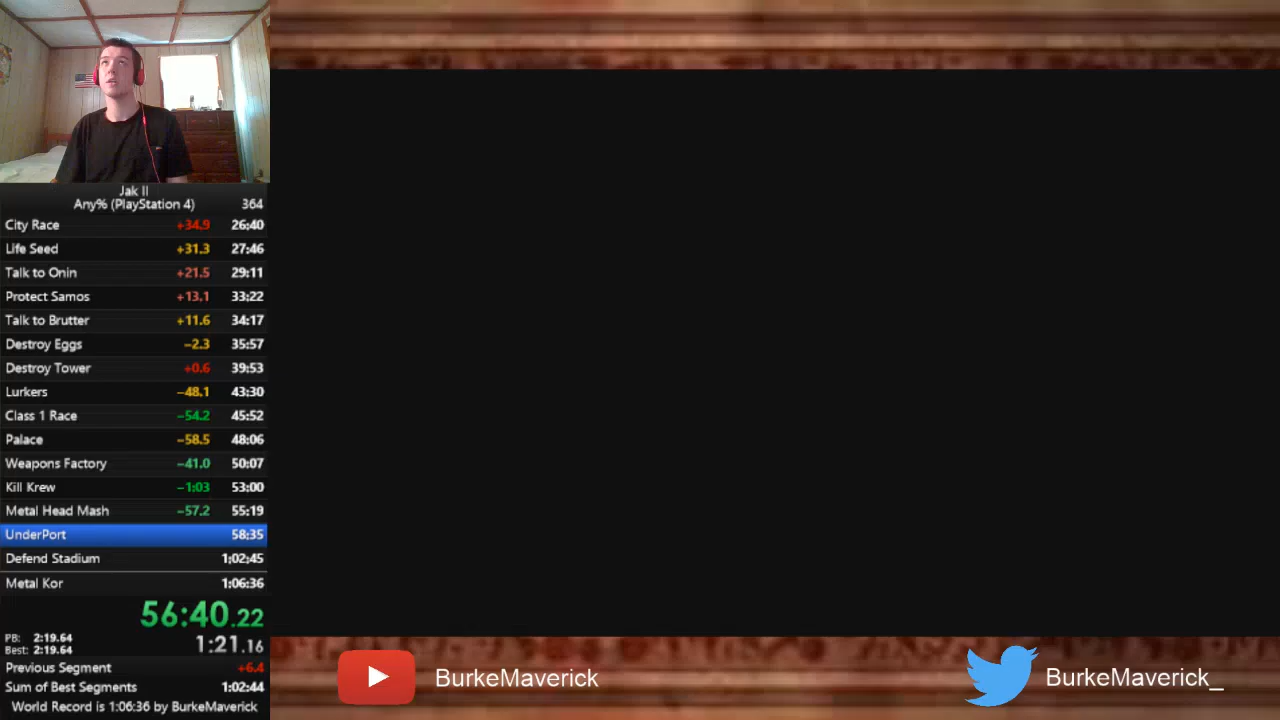 Jak II
Any% (PlayStation 4) 364
City Race +34.9 26:40
Life Seed +31.3 27:46
Talk to Onin +21.5 29:11
Protect Samos +13.1 33:22
Talk to Brutter +11.6 34:17
Destroy Eggs −2.3 35:57
Destroy Tower +0.6 39:53
Lurkers −48.1 43:30
Class 1 Race −54.2 45:52
Palace −58.5 48:06
Weapons Factory −41.0 50:07
Kill Krew −1:03 53:00
Metal Head Mash −57.2 55:19
UnderPort 58:35
Defend Stadium 1:02:45
Metal Kor 1:06:36
56:40.22
PB: 2:19.64 1:21.16
Best: 2:19.64
Previous Segment +6.4
Sum of Best Segments 1:02:44
World Record is 1:06:36 by BurkeMaverick
BurkeMaverick
BurkeMaverick_